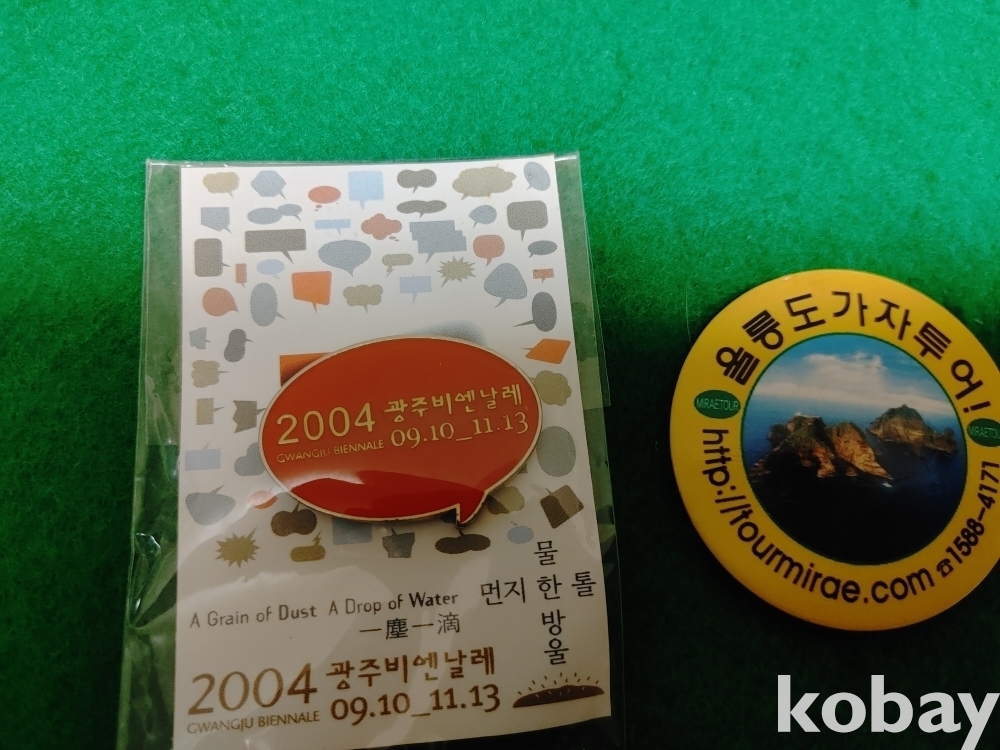 2004 광주비엔날레
GWANGJU BIENNALE 09.10_11.13
A Grain of Dust A Drop of Water
一塵一滴
먼지 한 톨
물 한 방울
2004 광주비엔날레
GWANGJU BIENNALE 09.10_11.13
울릉도가자투어!
MIRAETOUR
MIRAETOUR
http://tourmirae.com ☎1588-4171
kobay